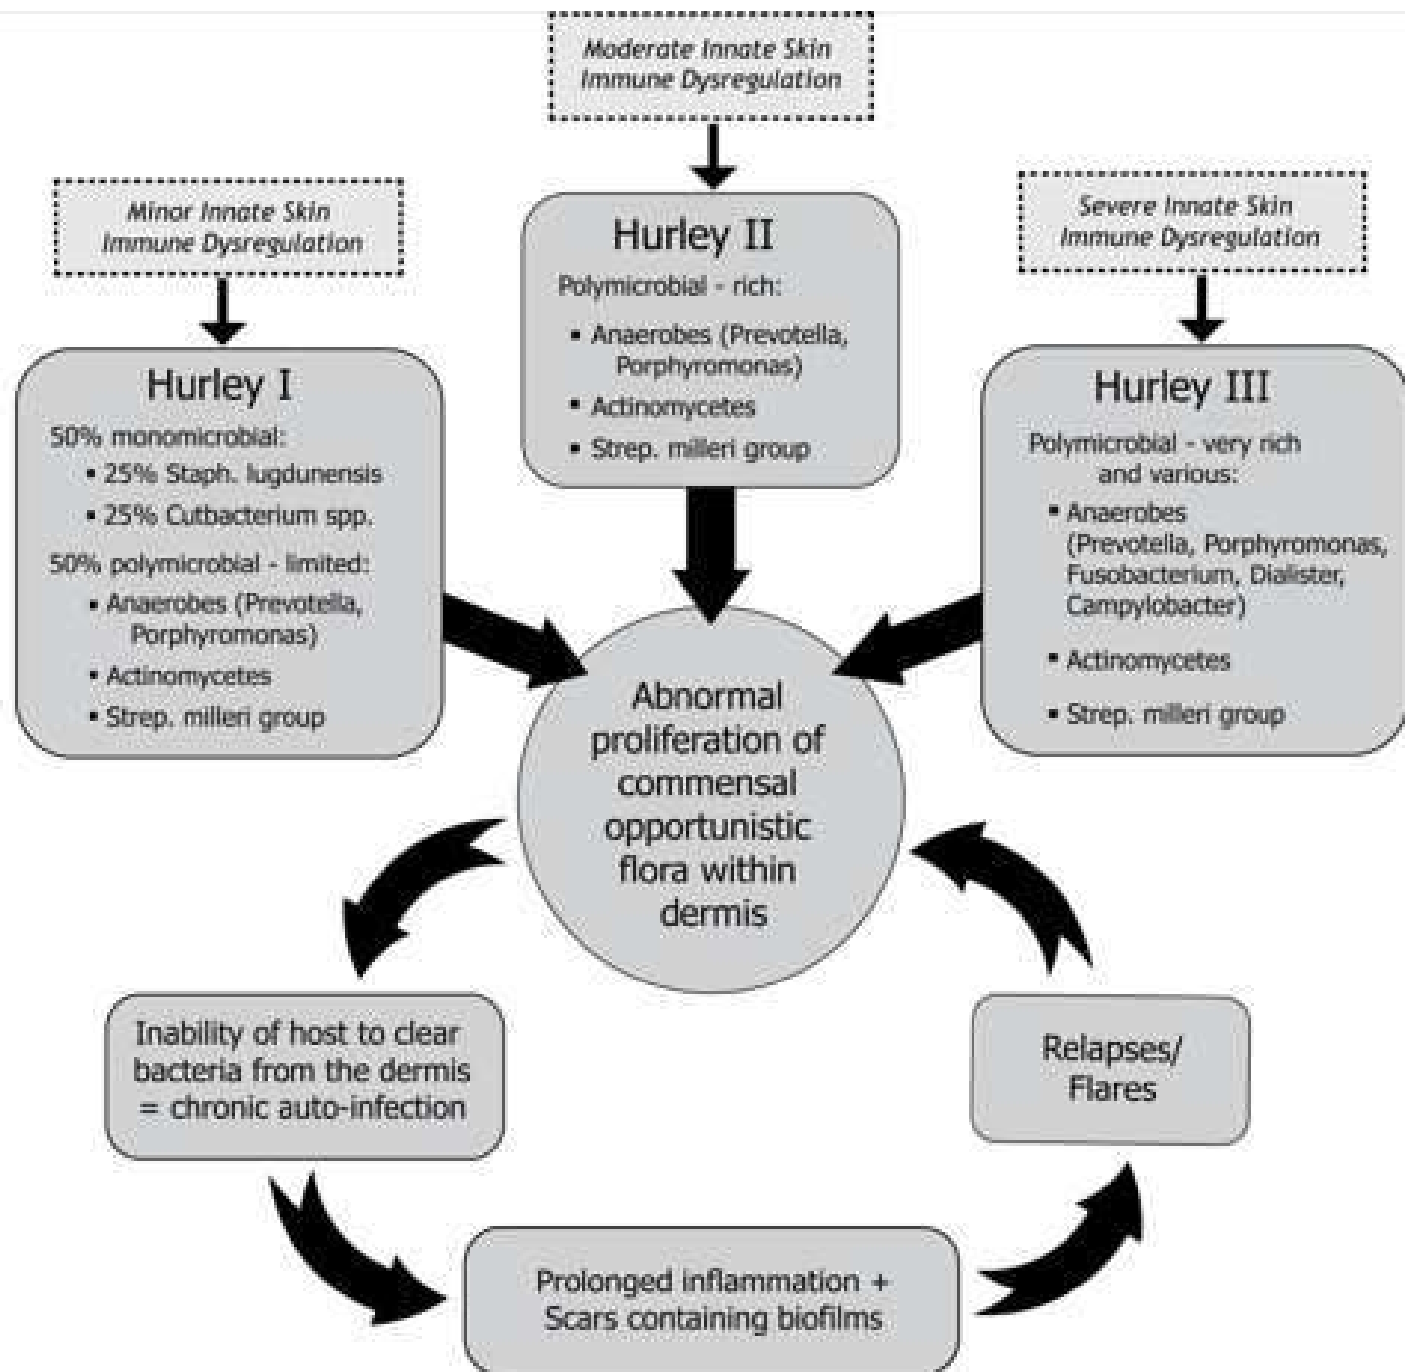 Moderate Innate Skin
Immune Dysregulation
Minor Innate Skin
Immune Dysregulation
Severe Innate Skin
Immune Dysregulation
Hurley I
50% monomicrobial:
▪ 25% Staph. lugdunensis
▪ 25% Cutbacterium spp.
50% polymicrobial - limited:
▪ Anaerobes (Prevotella,
Porphyromonas)
▪ Actinomycetes
▪ Strep. milleri group
Hurley II
Polymicrobial - rich:
▪ Anaerobes (Prevotella,
Porphyromonas)
▪ Actinomycetes
▪ Strep. milleri group
Hurley III
Polymicrobial - very rich
and various:
▪ Anaerobes
(Prevotella, Porphyromonas,
Fusobacterium, Dialister,
Campylobacter)
▪ Actinomycetes
▪ Strep. milleri group
Abnormal
proliferation of
commensal
opportunistic
flora within
dermis
Inability of host to clear
bacteria from the dermis
= chronic auto-infection
Prolonged inflammation +
Scars containing biofilms
Relapses/
Flares